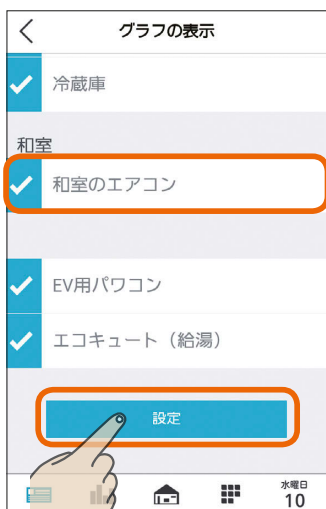 グラフの表示
冷蔵庫
和室
和室のエアコン
EV用パワコン
エコキュート（給湯）
設定
水曜日
10